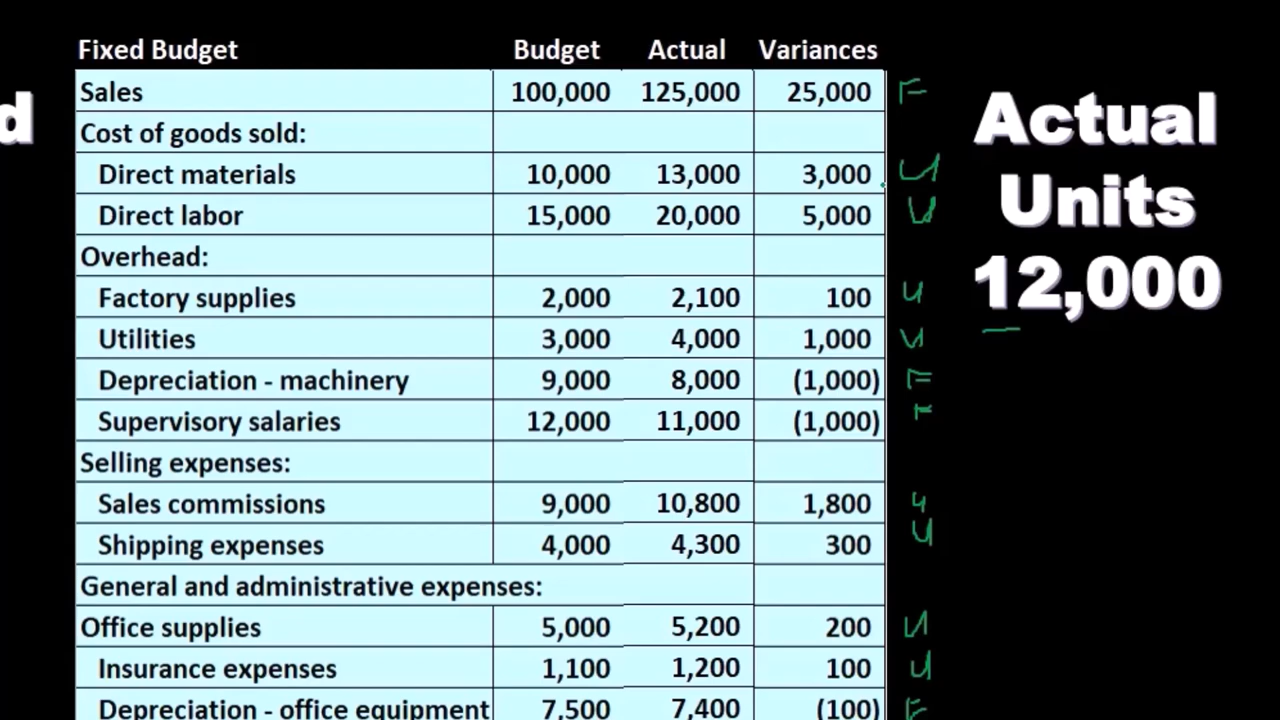 Fixed Budget Budget Actual Variances
Sales 100,000 125,000 25,000 F
Cost of goods sold:
Direct materials 10,000 13,000 3,000 U
Direct labor 15,000 20,000 5,000 U
Overhead:
Factory supplies 2,000 2,100 100 U
Utilities 3,000 4,000 1,000 U
Depreciation - machinery 9,000 8,000 (1,000) F
Supervisory salaries 12,000 11,000 (1,000) F
Selling expenses:
Sales commissions 9,000 10,800 1,800 U
Shipping expenses 4,000 4,300 300 U
General and administrative expenses:
Office supplies 5,000 5,200 200 U
Insurance expenses 1,100 1,200 100 U
Depreciation - office equipment 7,500 7,400 (100) F
d
Actual
Units
12,000